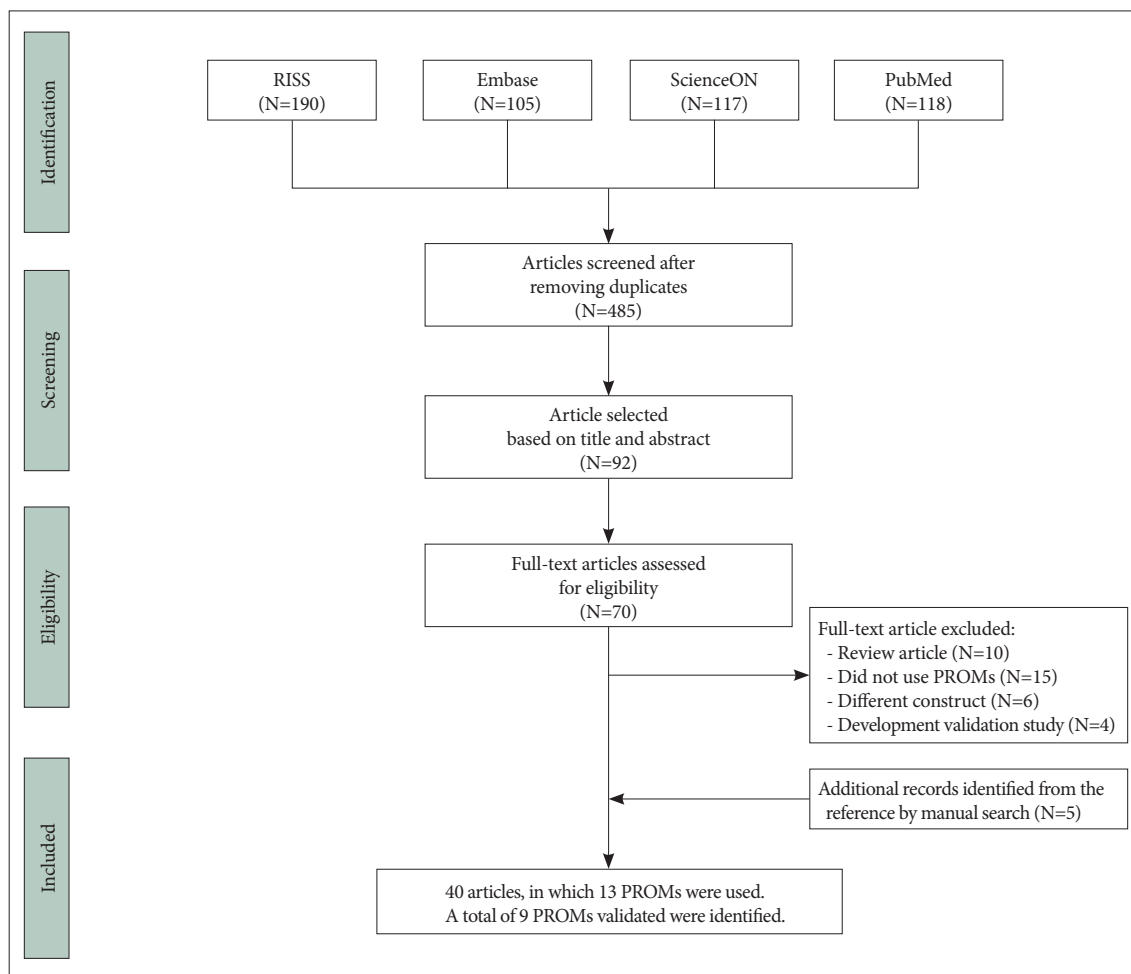 Identification
RISS
(N=190)
Embase
(N=105)
ScienceON
(N=117)
PubMed
(N=118)
Screening
Articles screened after
removing duplicates
(N=485)
Article selected
based on title and abstract
(N=92)
Eligibility
Full-text articles assessed
for eligibility
(N=70)
Full-text article excluded:
- Review article (N=10)
- Did not use PROMs (N=15)
- Different construct (N=6)
- Development validation study (N=4)
Included
Additional records identified from the
reference by manual search (N=5)
40 articles, in which 13 PROMs were used.
A total of 9 PROMs validated were identified.